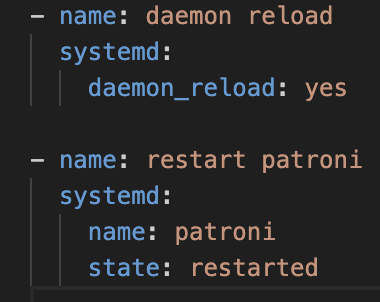 - name: daemon reload
  systemd:
    daemon_reload: yes

- name: restart patroni
  systemd:
    name: patroni
    state: restarted